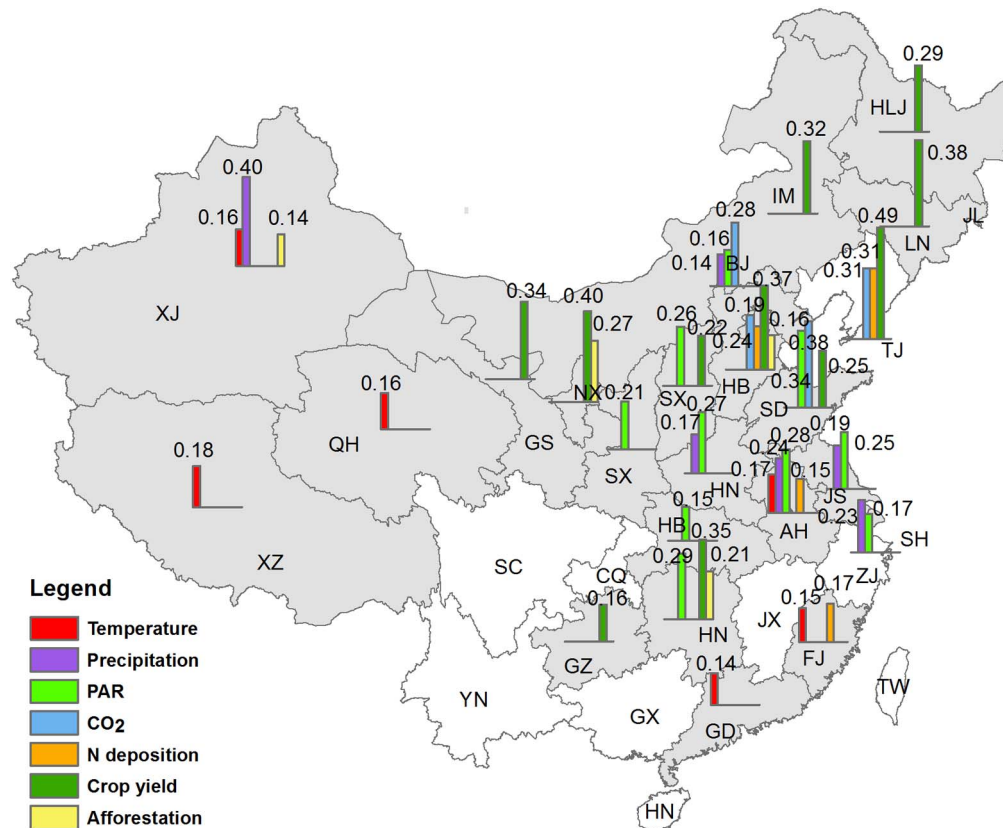 0.29
HLJ
0.32
0.38
IM
0.40
0.16
0.14
JL
LN
0.49
0.28
0.16
BJ
0.14
0.31
0.31
0.37
0.34
0.40
0.27
0.26
0.22
0.19
0.24
0.16
0.38
0.25
TJ
XJ
NX
0.21
SX
HB
SD
0.34
0.16
QH
GS
0.27
0.17
0.19
0.25
0.28
0.24
0.17
0.15
0.18
SX
HN
JS
AH
0.23
0.17
SH
0.15
HB
0.35
0.29
0.21
XZ
SC
CQ
ZJ
0.16
0.17
0.15
JX
HN
FJ
GZ
0.14
TW
YN
GX
GD
HN
Legend
Temperature
Precipitation
PAR
CO2
N deposition
Crop yield
Afforestation